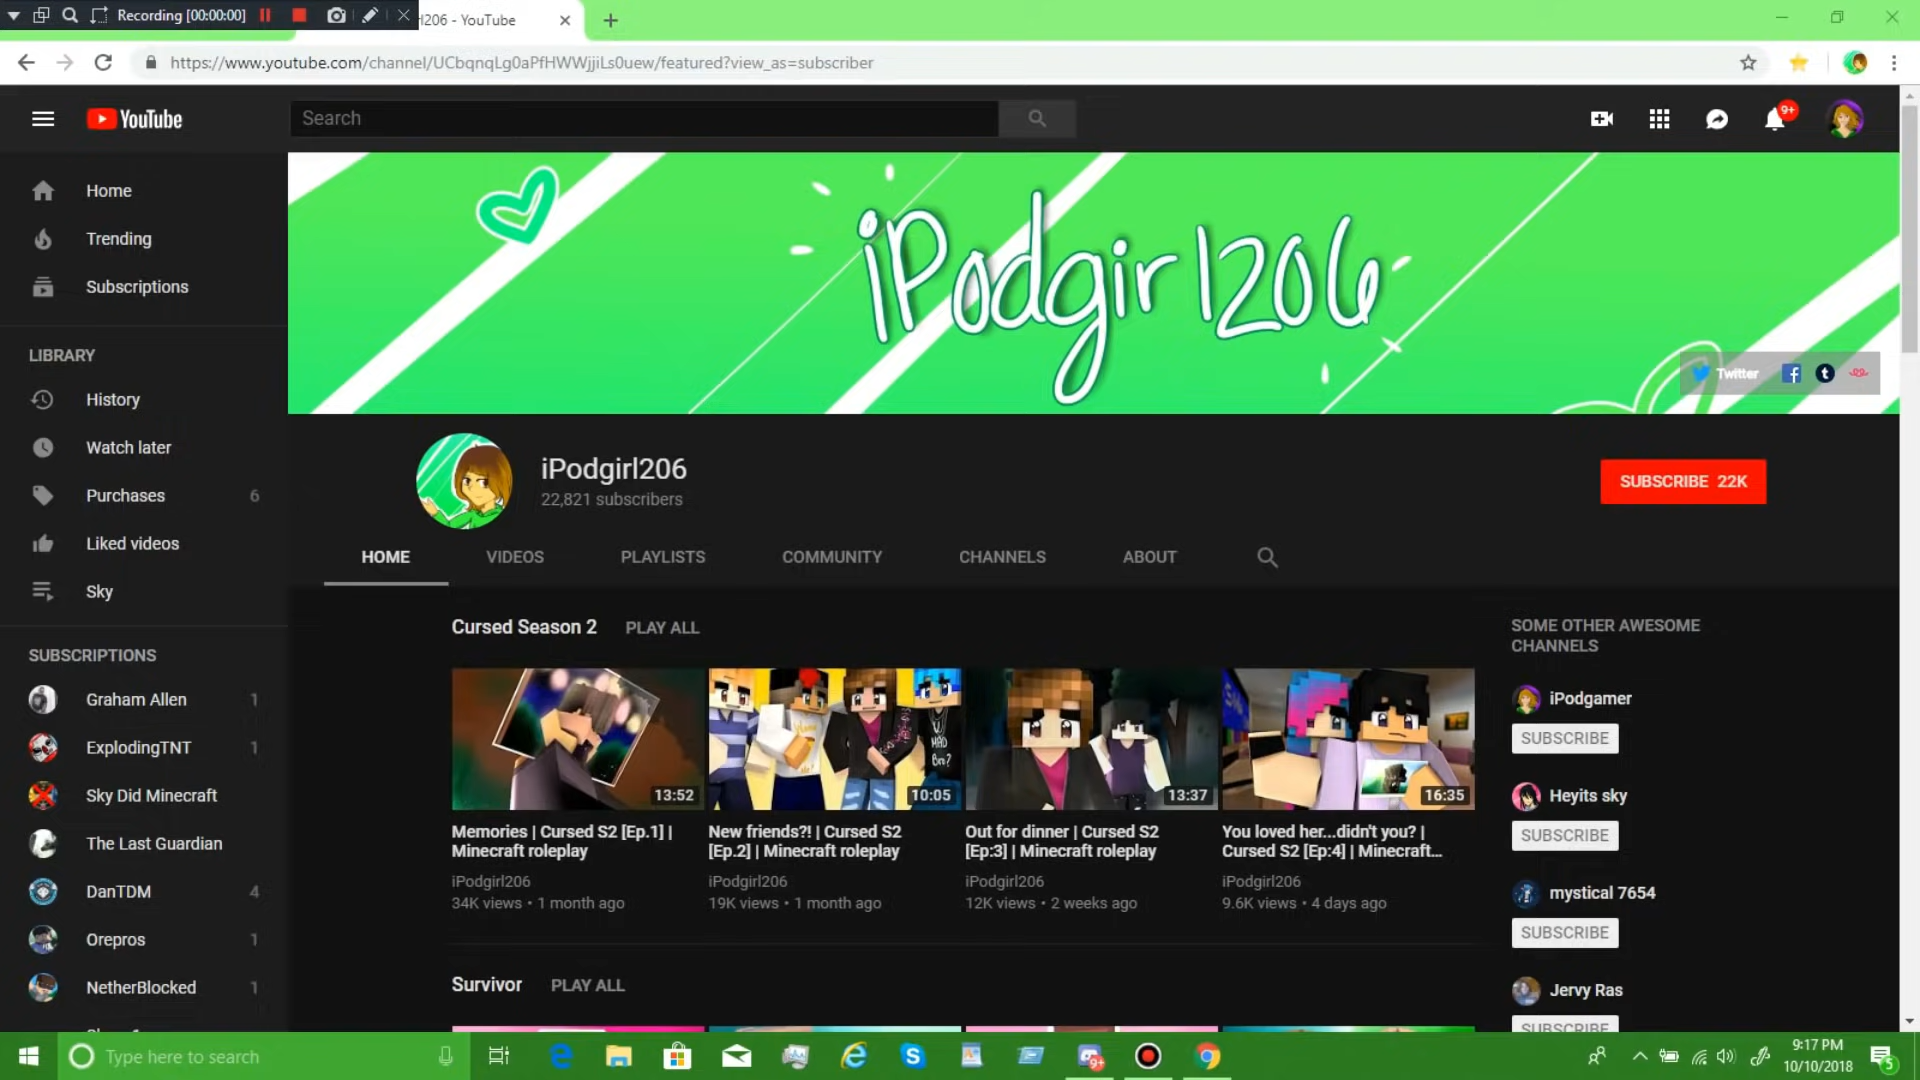 Recording [00:00:00]
l206 - YouTube
https://www.youtube.com/channel/UCbqnqLg0aPfHWWjjiLs0uew/featured?view_as=subscriber
YouTube
Search
9+
Home
Trending
Subscriptions
LIBRARY
History
Watch later
Purchases 6
Liked videos
Sky
SUBSCRIPTIONS
Graham Allen 1
ExplodingTNT 1
Sky Did Minecraft
The Last Guardian
DanTDM 4
Orepros 1
NetherBlocked 1
iPodgirl206
Twitter
iPodgirl206
22,821 subscribers
SUBSCRIBE 22K
HOME VIDEOS PLAYLISTS COMMUNITY CHANNELS ABOUT
Cursed Season 2 PLAY ALL
13:52
Memories | Cursed S2 [Ep.1] |
Minecraft roleplay
iPodgirl206
34K views • 1 month ago
MAD
Bro?
10:05
New friends?! | Cursed S2
[Ep.2] | Minecraft roleplay
iPodgirl206
19K views • 1 month ago
13:37
Out for dinner | Cursed S2
[Ep:3] | Minecraft roleplay
iPodgirl206
12K views • 2 weeks ago
16:35
You loved her...didn't you? |
Cursed S2 [Ep:4] | Minecraft...
iPodgirl206
9.6K views • 4 days ago
Survivor PLAY ALL
SOME OTHER AWESOME
CHANNELS
iPodgamer
SUBSCRIBE
Heyits sky
SUBSCRIBE
mystical 7654
SUBSCRIBE
Jervy Ras
SUBSCRIBE
Type here to search
9+
9:17 PM
10/10/2018
5